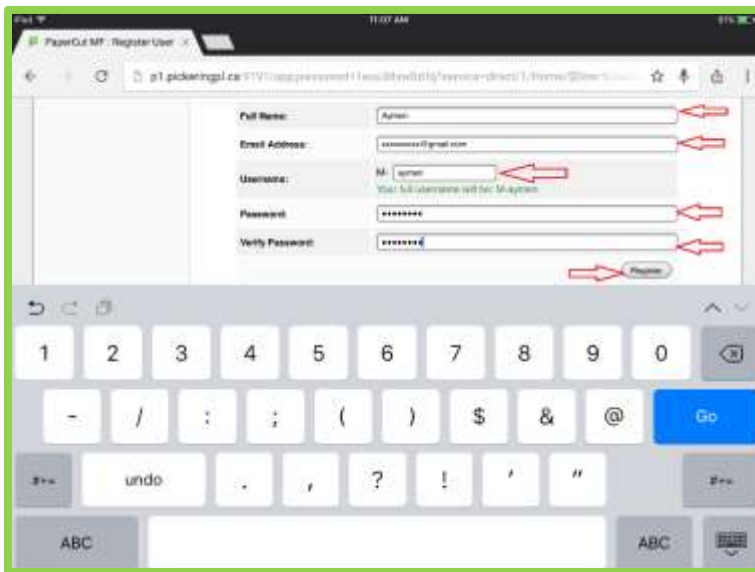 iPad 11:07 AM
PaperCut MF : Register User
p1.pickeringpl.ca
Full Name: Aymen
Email Address: @gmail.com
Username: M- aymen
Your full username will be: M-aymen
Password:
Verify Password:
Register
1 2 3 4 5 6 7 8 9 0
- / : ; ( ) $ & @ Go
#+= undo . , ? ! ' " #+=
ABC ABC